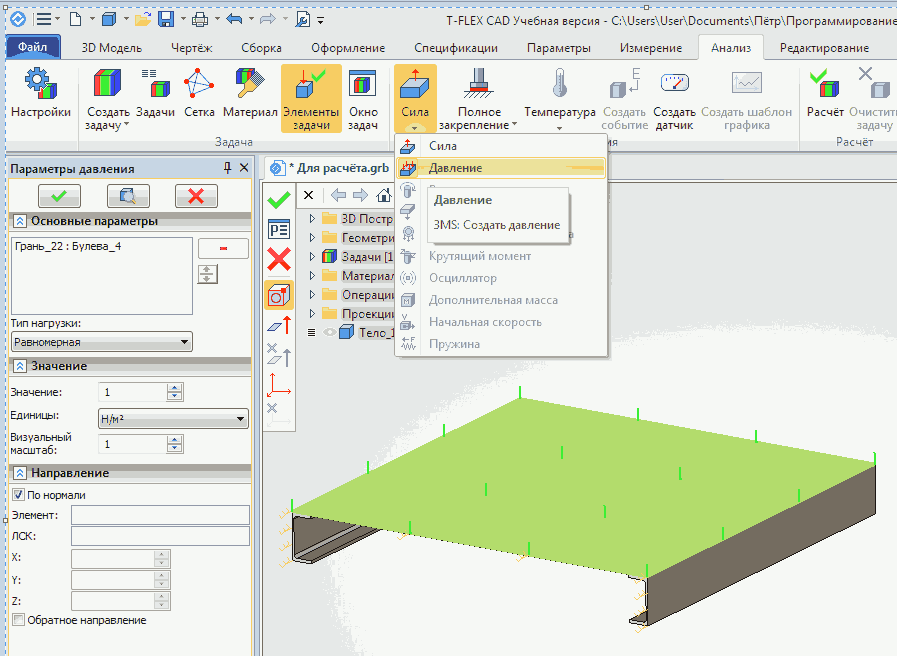 T-FLEX CAD Учебная версия - C:\Users\User\Documents\Пётр\Программировани
Файл 3D Модель Чертёж Сборка Оформление Спецификации Параметры Измерение Анализ Редактирование
Настройки Создать задачу Задачи Сетка Материал Элементы задачи Окно задач Сила Полное закрепление Температура Создать событие Создать датчик Создать шаблон графика Расчёт Очистить задачу
Задача ия Расчёт
Параметры давления
Основные параметры
Грань_22 : Булева_4
Тип нагрузки:
Равномерная
Значение
Значение: 1
Единицы: Н/м²
Визуальный масштаб: 1
Направление
По нормали
Элемент:
ЛСК:
X:
Y:
Z:
Обратное направление
* Для расчёта.grb
3D Постр
Геометри
Задачи [1
Материал
Операци
Проекци
Тело_1
Сила
Давление
Давление
3MS: Создать давление
Крутящий момент
Осциллятор
Дополнительная масса
Начальная скорость
Пружина